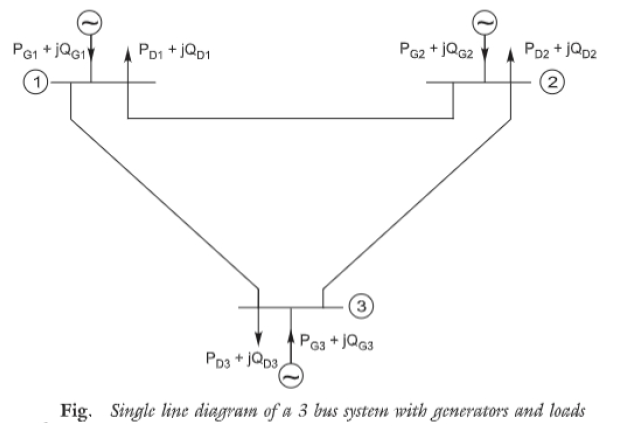 ~ ~
PG1 + jQG1 PD1 + jQD1 PG2 + jQG2 PD2 + jQD2
1 2
3
PG3 + jQG3
PD3 + jQD3
~
Fig. Single line diagram of a 3 bus system with generators and loads